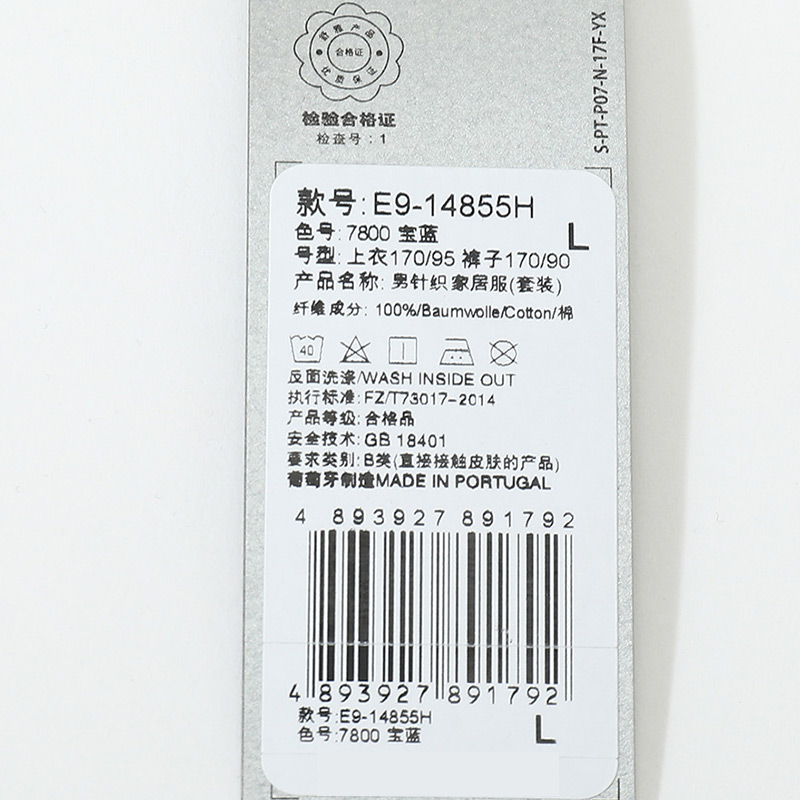 舒雅产品
合格证
优质保证
检验合格证
检查号：1
S-PT-P07-N-17F-YX
款号:E9-14855H
色号:7800 宝蓝
L
号型: 上衣170/95 裤子170/90
产品名称: 男针织家居服(套装)
纤维成分: 100%/Baumwolle/Cotton/棉
40
反面洗涤/WASH INSIDE OUT
执行标准:FZ/T73017-2014
产品等级: 合格品
安全技术: GB 18401
要求类别:B类(直接接触皮肤的产品)
葡萄牙制造MADE IN PORTUGAL
4 893927 891792
4 893927 891792
款号:E9-14855H
色号:7800 宝蓝
L